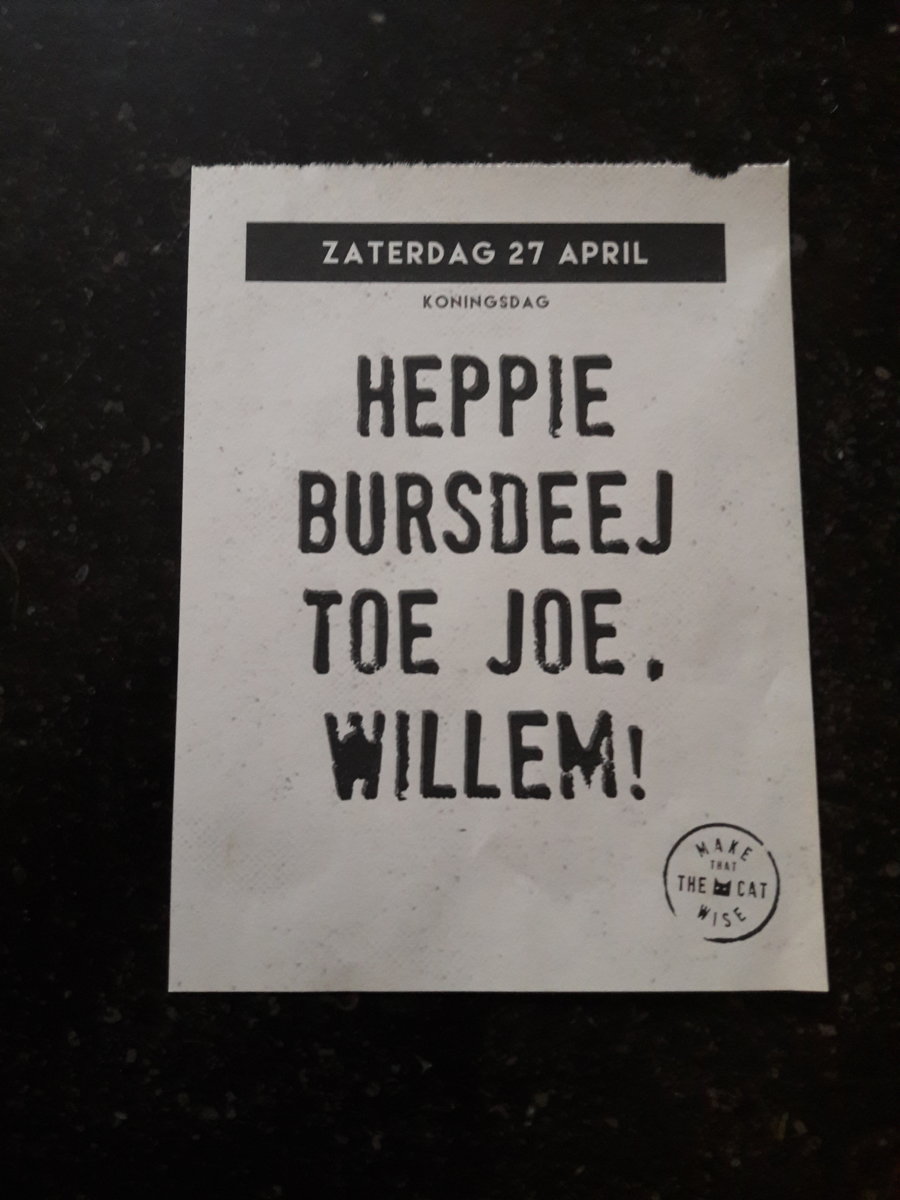 ZATERDAG 27 APRIL
KONINGSDAG
HEPPIE
BURSDEEJ
TOE JOE,
WILLEM!
MAKE
THAT
THE CAT
WISE